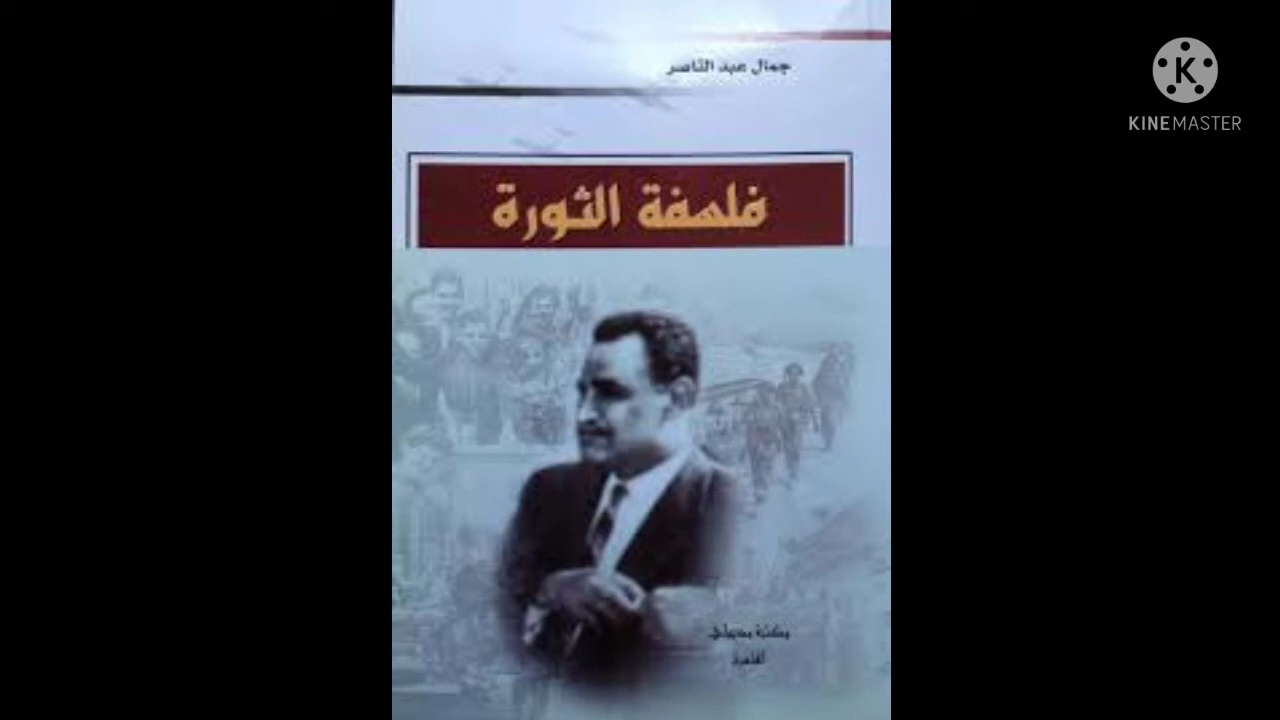 جمال عبد الناصر
فلسفة الثورة
مكتبة مدبولي
القاهرة
KINEMASTER